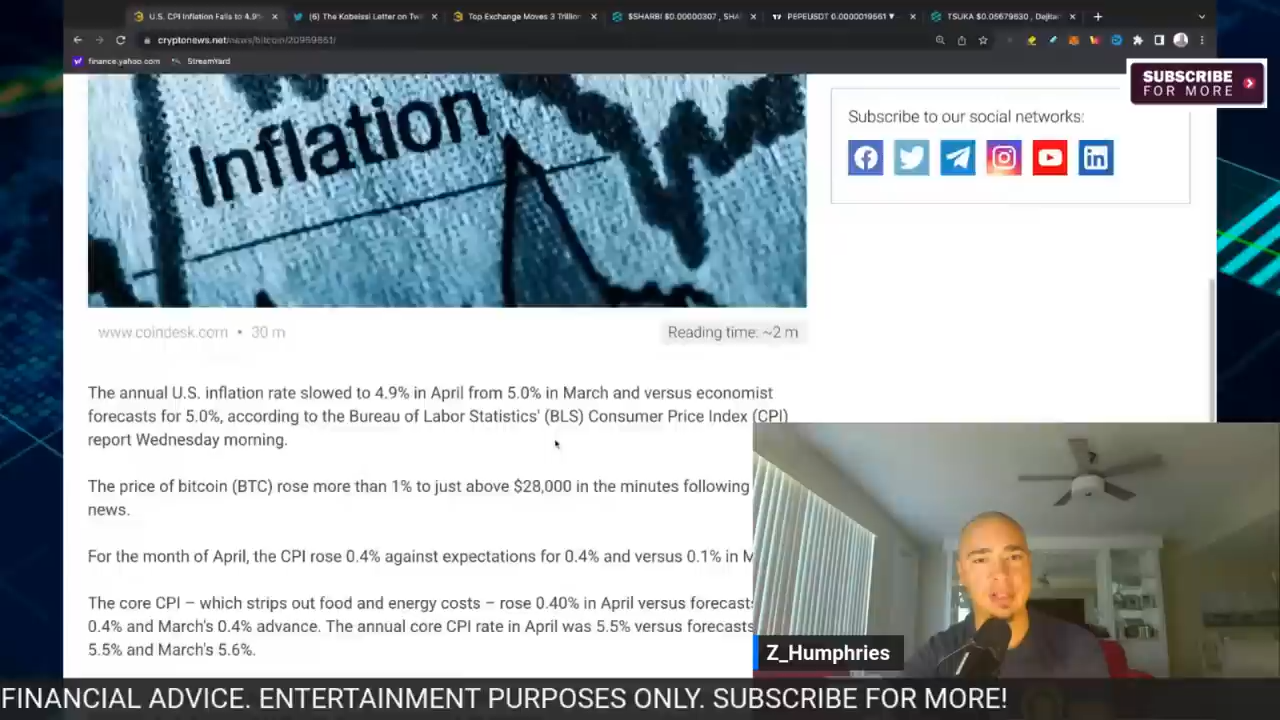 U.S. CPI Inflation Falls to 4.9%
(6) The Kobeissi Letter on Tw
Top Exchange Moves 3 Trillion
$SHARBI $0.00000307 , SHA
PEPEUSDT 0.0000019561 ▼
TSUKA $0.05679830 , Dejitar
cryptonews.net/news/bitcoin/20969861/
finance.yahoo.com
StreamYard
SUBSCRIBE
FOR MORE
Inflation
Subscribe to our social networks:
www.coindesk.com • 30 m
Reading time: ~2 m
The annual U.S. inflation rate slowed to 4.9% in April from 5.0% in March and versus economist
forecasts for 5.0%, according to the Bureau of Labor Statistics' (BLS) Consumer Price Index (CPI)
report Wednesday morning.
The price of bitcoin (BTC) rose more than 1% to just above $28,000 in the minutes following
news.
For the month of April, the CPI rose 0.4% against expectations for 0.4% and versus 0.1% in M
The core CPI – which strips out food and energy costs – rose 0.40% in April versus forecasts
0.4% and March's 0.4% advance. The annual core CPI rate in April was 5.5% versus forecasts
5.5% and March's 5.6%.
Z_Humphries
FINANCIAL ADVICE. ENTERTAINMENT PURPOSES ONLY. SUBSCRIBE FOR MORE!